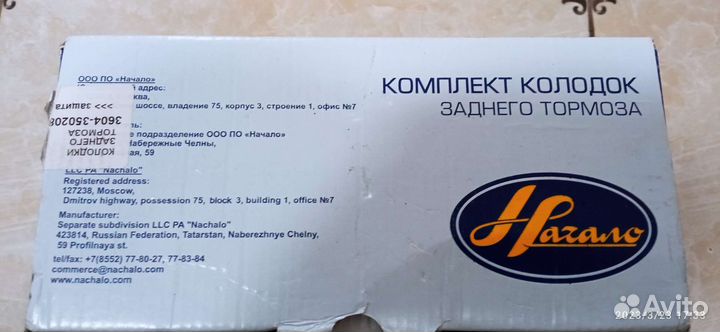 ООО ПО «Начало»
адрес:
шоссе, владение 75, корпус 3, строение 1, офис №7
подразделение ООО ПО «Начало»
Набережные Челны,
59
LLC PA "Nachalo"
Registered address:
127238, Moscow,
Dmitrov highway, possession 75, block 3, building 1, office №7
Manufacturer:
Separate subdivision LLC PA "Nachalo"
423814, Russian Federation, Tatarstan, Naberezhnye Chelny,
59 Profilnaya st.
tel/fax: +7(8552) 77-80-27, 77-83-84
commerce@nachalo.com
www.nachalo.com
>>> защита
3604-350208
КОЛОДКИ
ЗАДНЕГО
ТОРМОЗА
КОМПЛЕКТ КОЛОДОК
ЗАДНЕГО ТОРМОЗА
Начало
2023/3/23 17:33
Avito